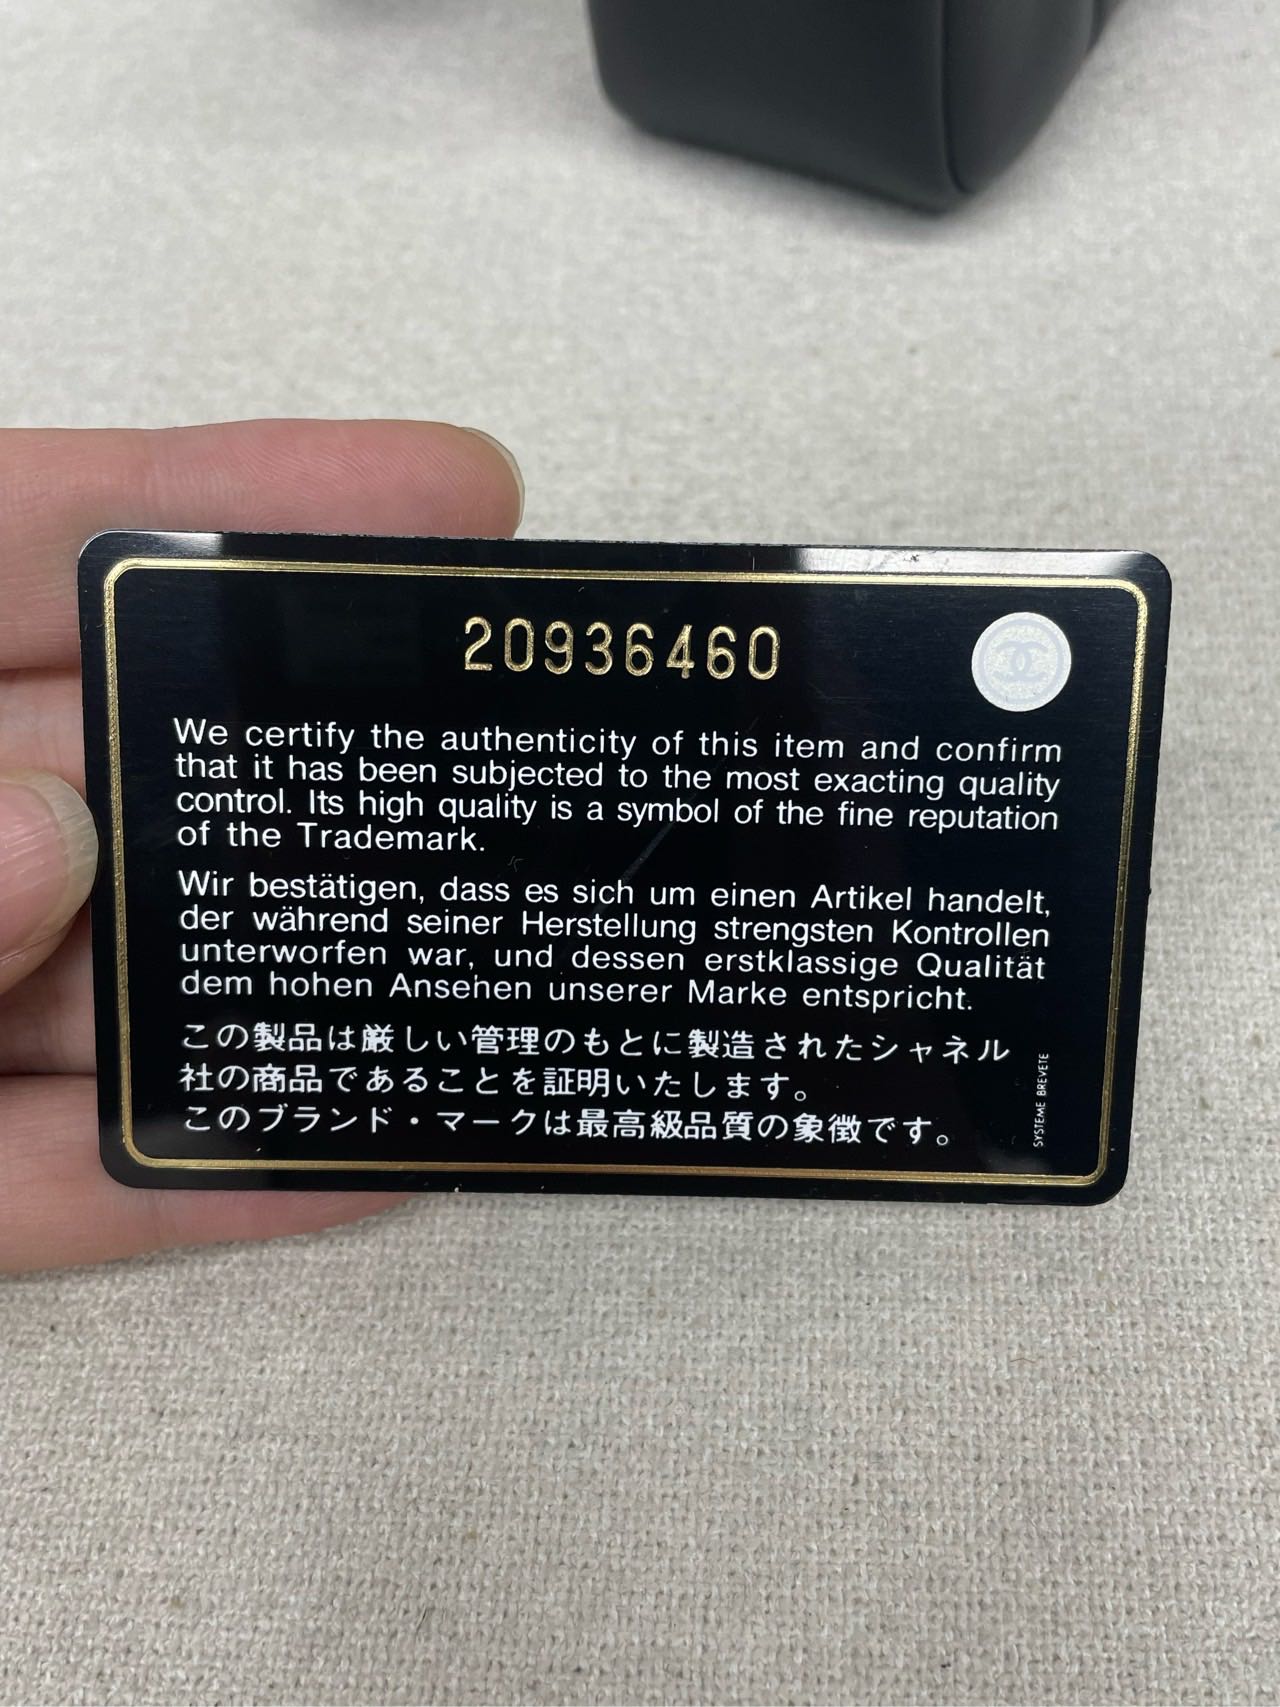 20936460
We certify the authenticity of this item and confirm
that it has been subjected to the most exacting quality
control. Its high quality is a symbol of the fine reputation
of the Trademark.
Wir bestätigen, dass es sich um einen Artikel handelt,
der während seiner Herstellung strengsten Kontrollen
unterworfen war, und dessen erstklassige Qualität
dem hohen Ansehen unserer Marke entspricht.
この製品は厳しい管理のもとに製造されたシャネル
社の商品であることを証明いたします。
このブランド・マークは最高級品質の象徴です。
SYSTEME BREVETE